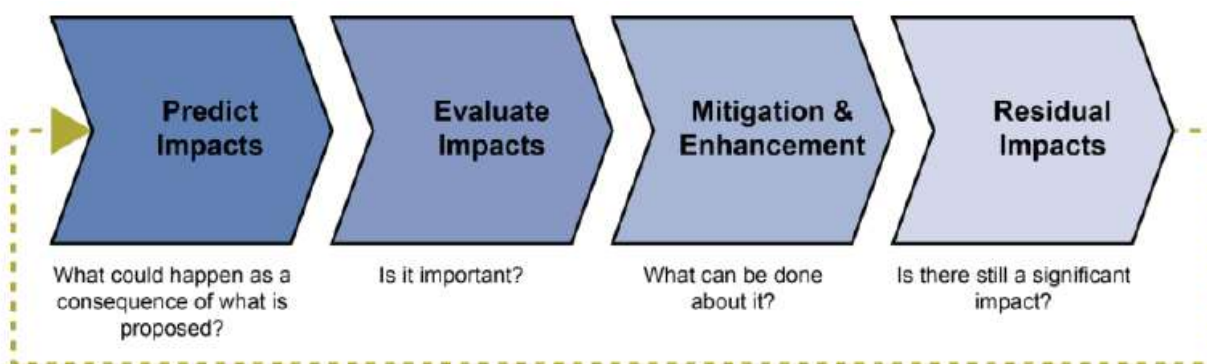 Predict
Impacts
Evaluate
Impacts
Mitigation &
Enhancement
Residual
Impacts
What could happen as a
consequence of what is
proposed?
Is it important?
What can be done
about it?
Is there still a significant
impact?